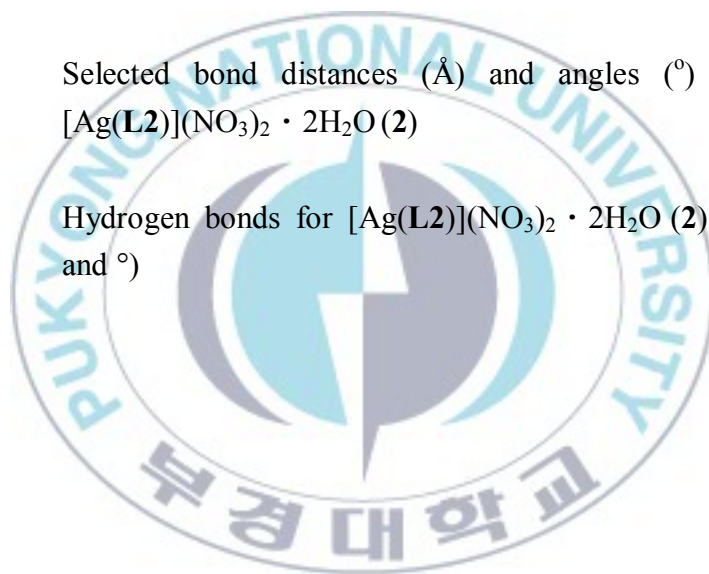 Selected bond distances (Å) and angles (°)
[Ag(L2)](NO₃)₂ · 2H₂O (2)
Hydrogen bonds for [Ag(L2)](NO₃)₂ · 2H₂O (2)
and °)
PUKYONG NATIONAL UNIVERSITY
부경대학교